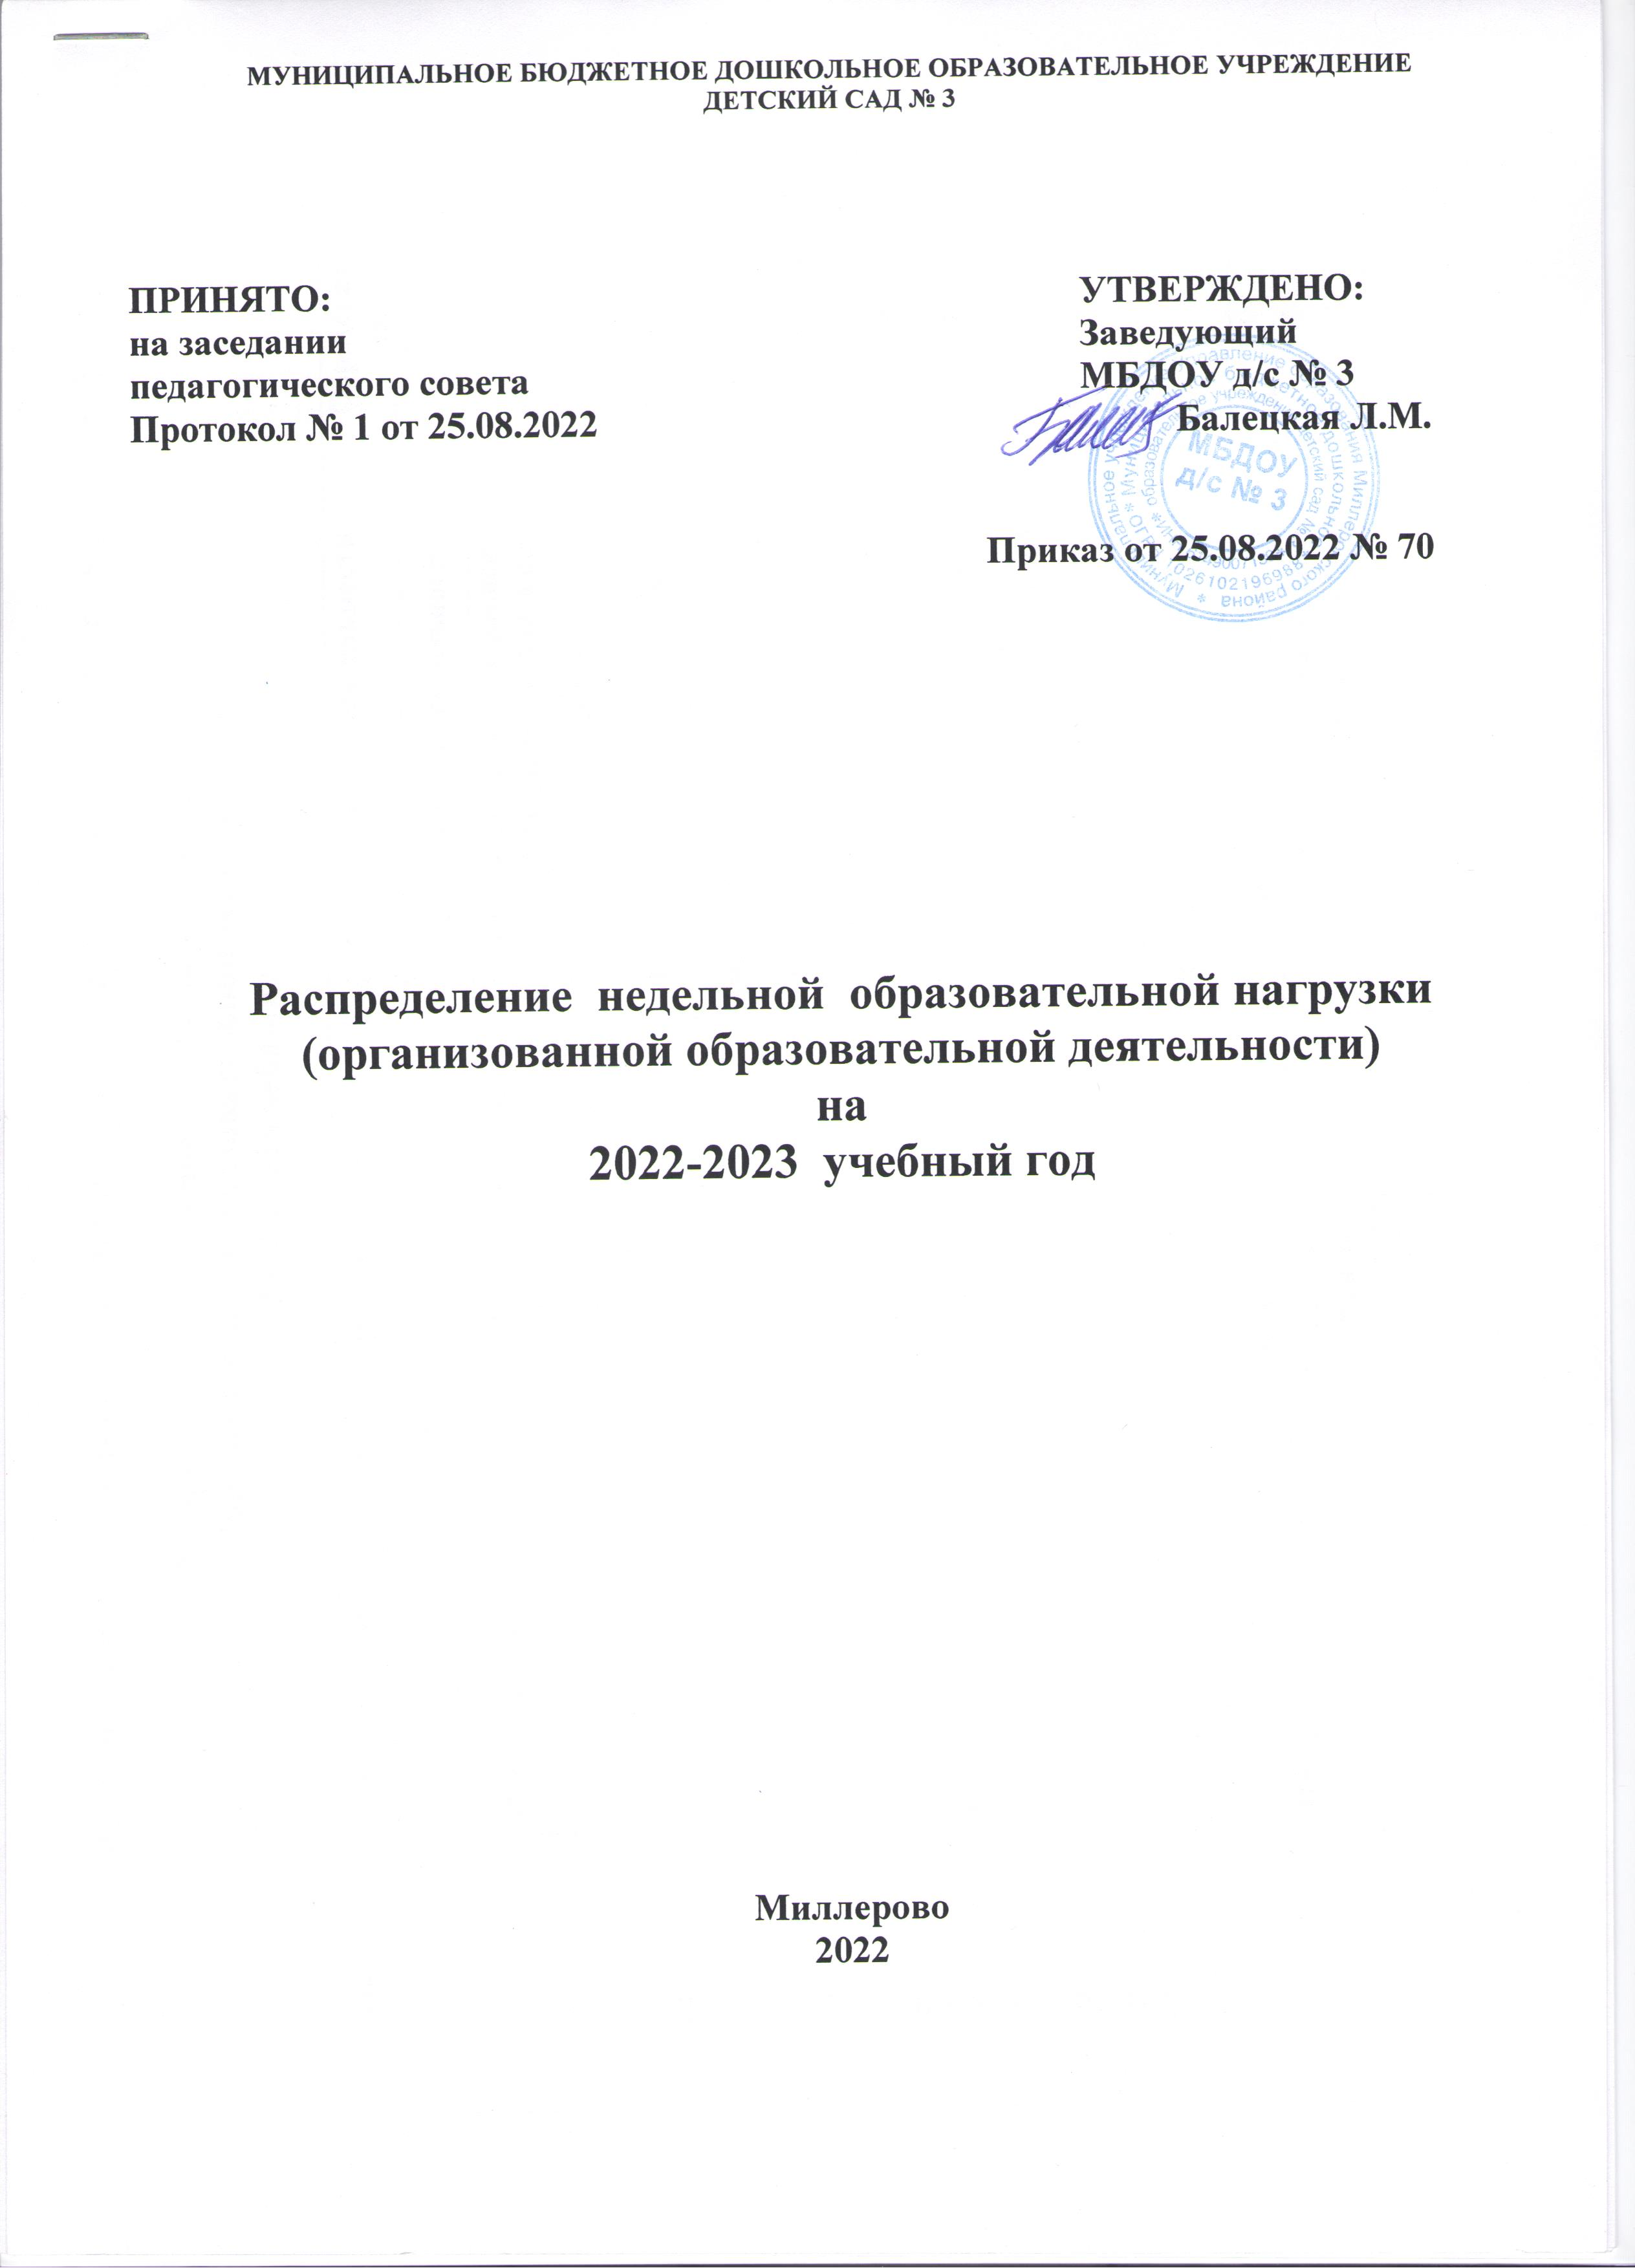 МУНИЦИПАЛЬНОЕ БЮДЖЕТНОЕ ДОШКОЛЬНОЕ ОБРАЗОВАТЕЛЬНОЕ УЧРЕЖДЕНИЕ
ДЕТСКИЙ САД № 3
ПРИНЯТО:
на заседании
педагогического совета
Протокол № 1 от 25.08.2022
УТВЕРЖДЕНО:
Заведующий
МБДОУ д/с № 3
Балецкая Л.М.
МБДОУ
д/с № 3
Приказ от 25.08.2022 № 70
Распределение недельной образовательной нагрузки
(организованной образовательной деятельности)
на
2022-2023 учебный год
Миллерово
2022